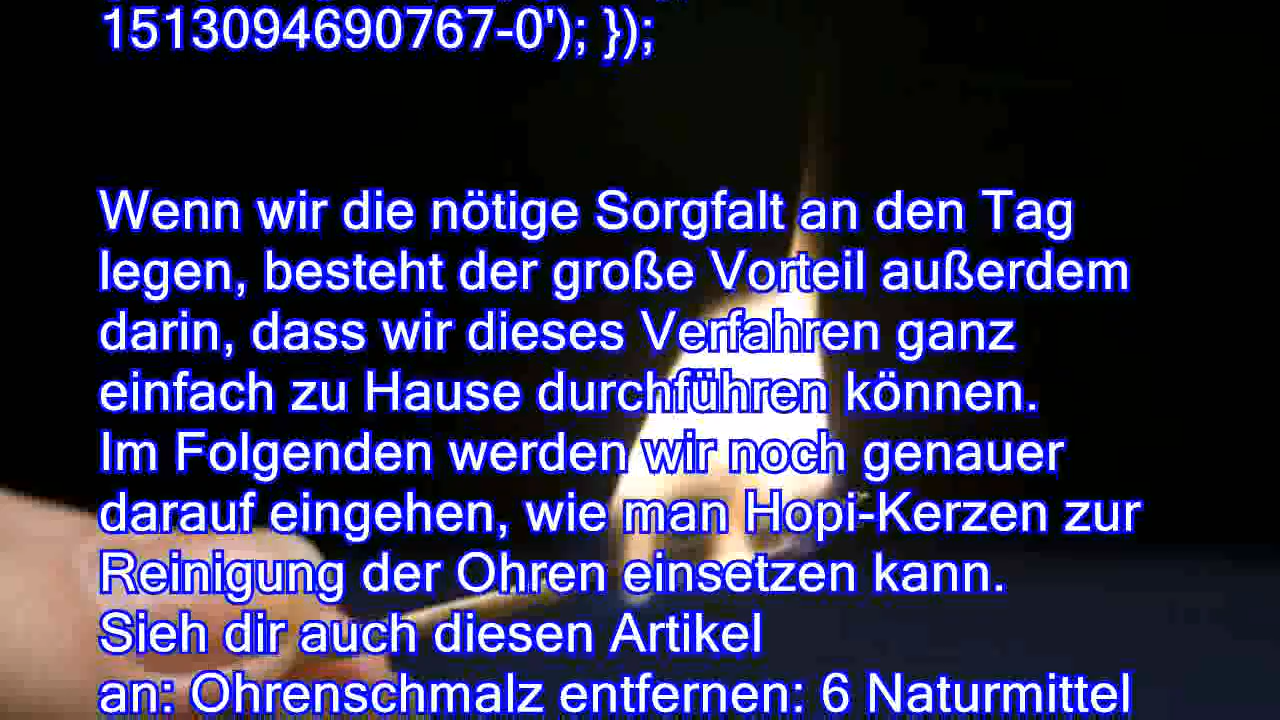 1513094690767-0'); });
Wenn wir die nötige Sorgfalt an den Tag
legen, besteht der große Vorteil außerdem
darin, dass wir dieses Verfahren ganz
einfach zu Hause durchführen können.
Im Folgenden werden wir noch genauer
darauf eingehen, wie man Hopi-Kerzen zur
Reinigung der Ohren einsetzen kann.
Sieh dir auch diesen Artikel
an: Ohrenschmalz entfernen: 6 Naturmittel